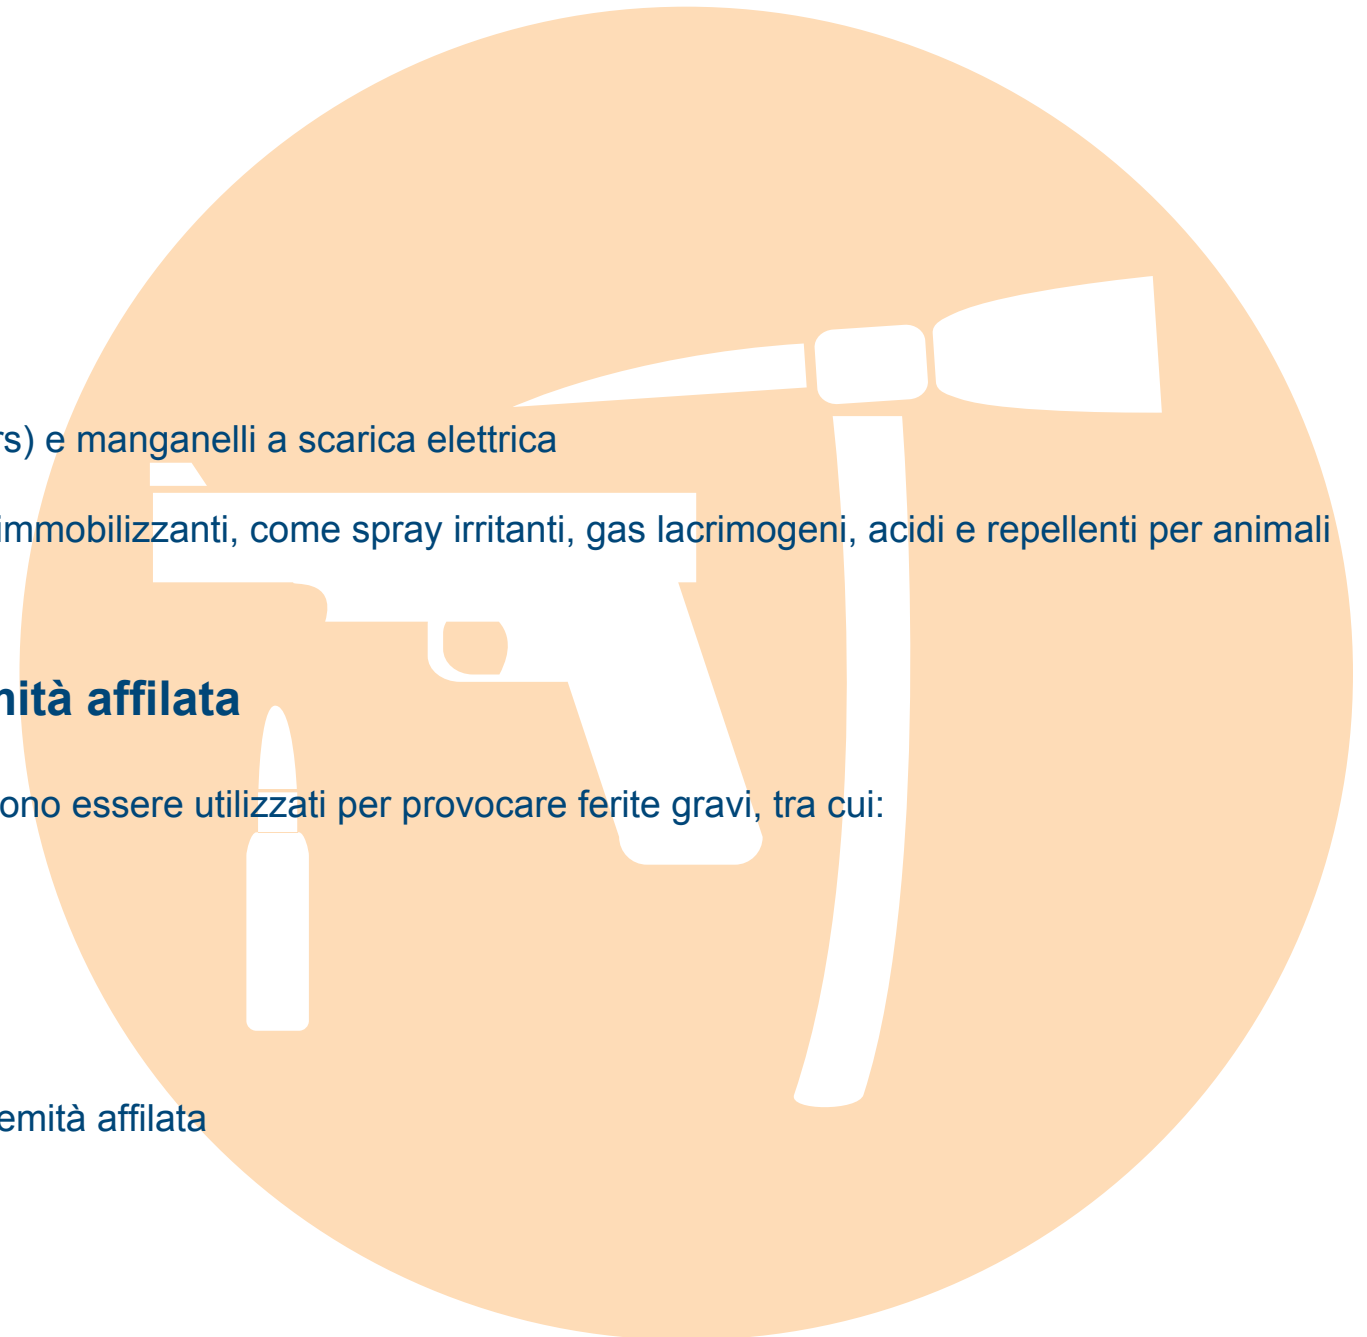 rs) e manganelli a scarica elettrica
immobilizzanti, come spray irritanti, gas lacrimogeni, acidi e repellenti per animali
nità affilata
ono essere utilizzati per provocare ferite gravi, tra cui:
emità affilata